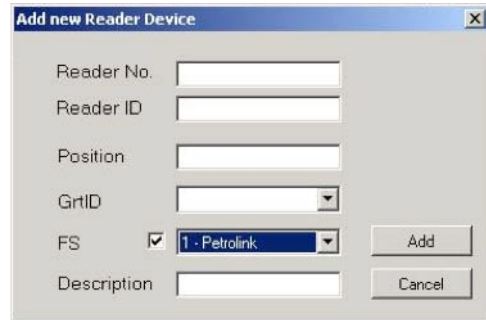 Add new Reader Device
Reader No.
Reader ID
Position
GrtID
FS 1 - Petrolink Add
Description Cancel